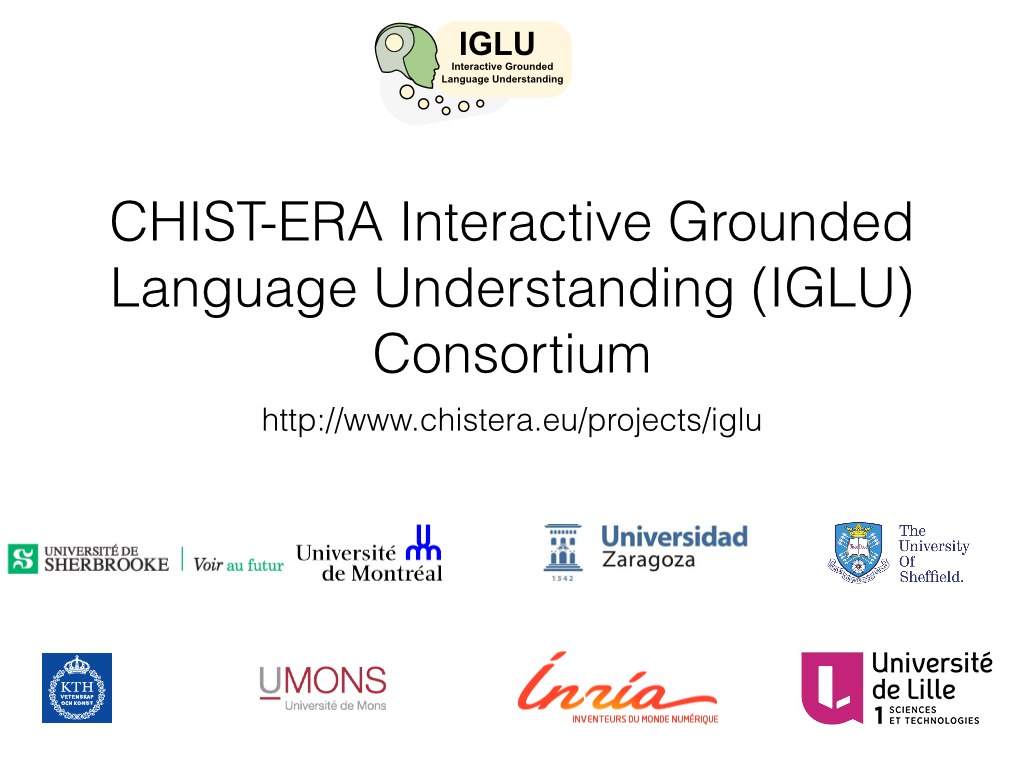 IGLU
Interactive Grounded
Language Understanding
CHIST-ERA Interactive Grounded
Language Understanding (IGLU)
Consortium
http://www.chistera.eu/projects/iglu
UNIVERSITÉ DE
SHERBROOKE
Voir au futur
Université
de Montréal
1542
Universidad
Zaragoza
The
University
Of
Sheffield.
KTH
VETENSKAP
OCH KONST
UMONS
Université de Mons
Inria
INVENTEURS DU MONDE NUMÉRIQUE
Université
de Lille
1 SCIENCES
ET TECHNOLOGIES